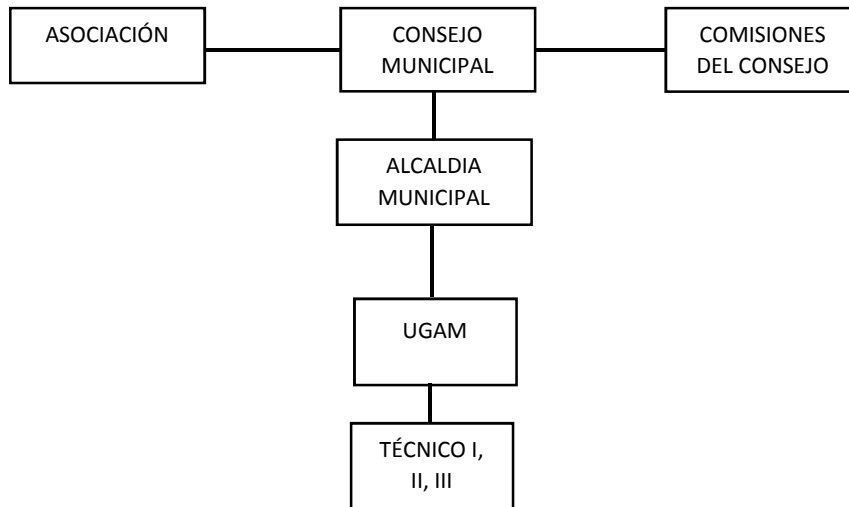 ASOCIACIÓN
CONSEJO
MUNICIPAL
COMISIONES
DEL CONSEJO
ALCALDIA
MUNICIPAL
UGAM
TÉCNICO I,
II, III